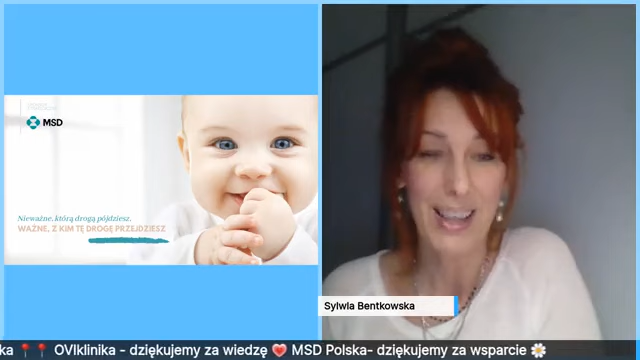 MSD
Nieważne, którą drogą pójdziesz.
WAŻNE, Z KIM TĘ DROGĘ PRZEJDZIESZ
Sylwia Bentkowska
ka 📍📍 OVIklinika - dziękujemy za wiedzę ❤️ MSD Polska- dziękujemy za wsparcie 🌼